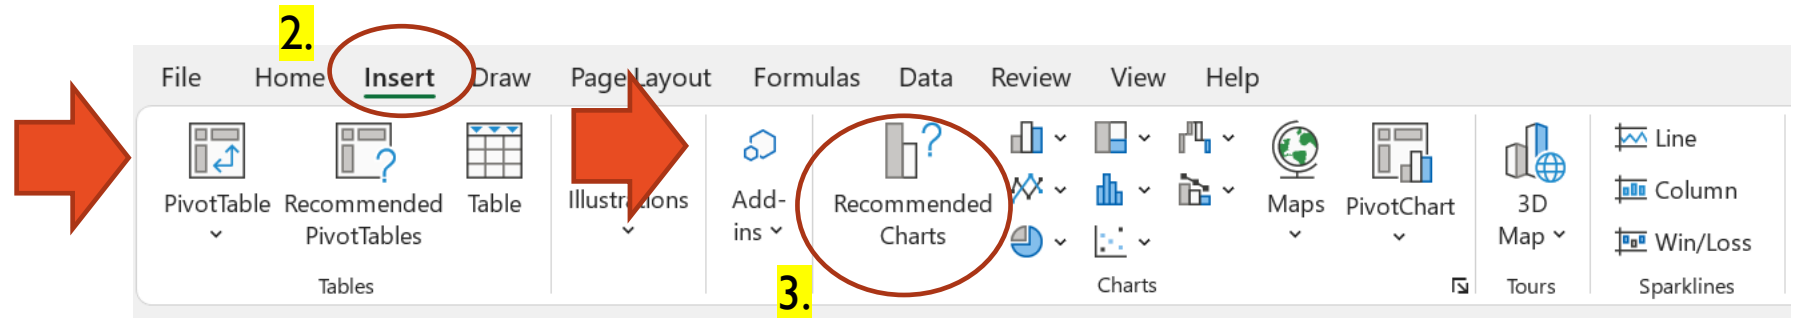 2.
File Home Insert Draw Page Layout Formulas Data Review View Help
PivotTable
Recommended
PivotTables
Table
Illustrations
Add-
ins
Recommended
Charts
Maps
PivotChart
3D
Map
Line
Column
Win/Loss
Tables
3.
Charts
Tours
Sparklines